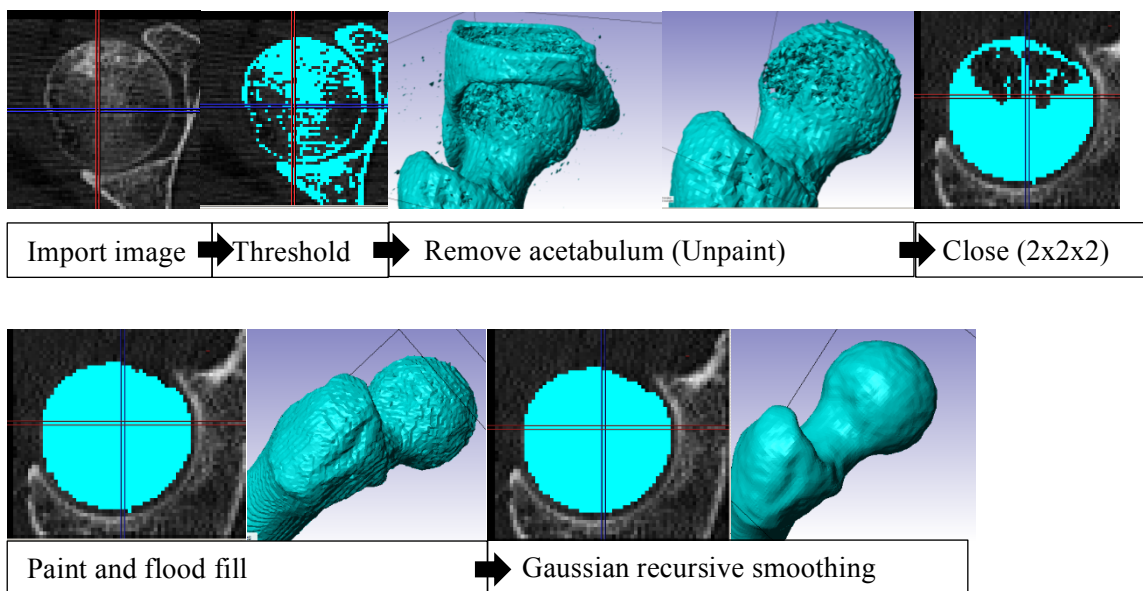 Import image
Threshold
Remove acetabulum (Unpaint)
Close (2x2x2)
Paint and flood fill
Gaussian recursive smoothing